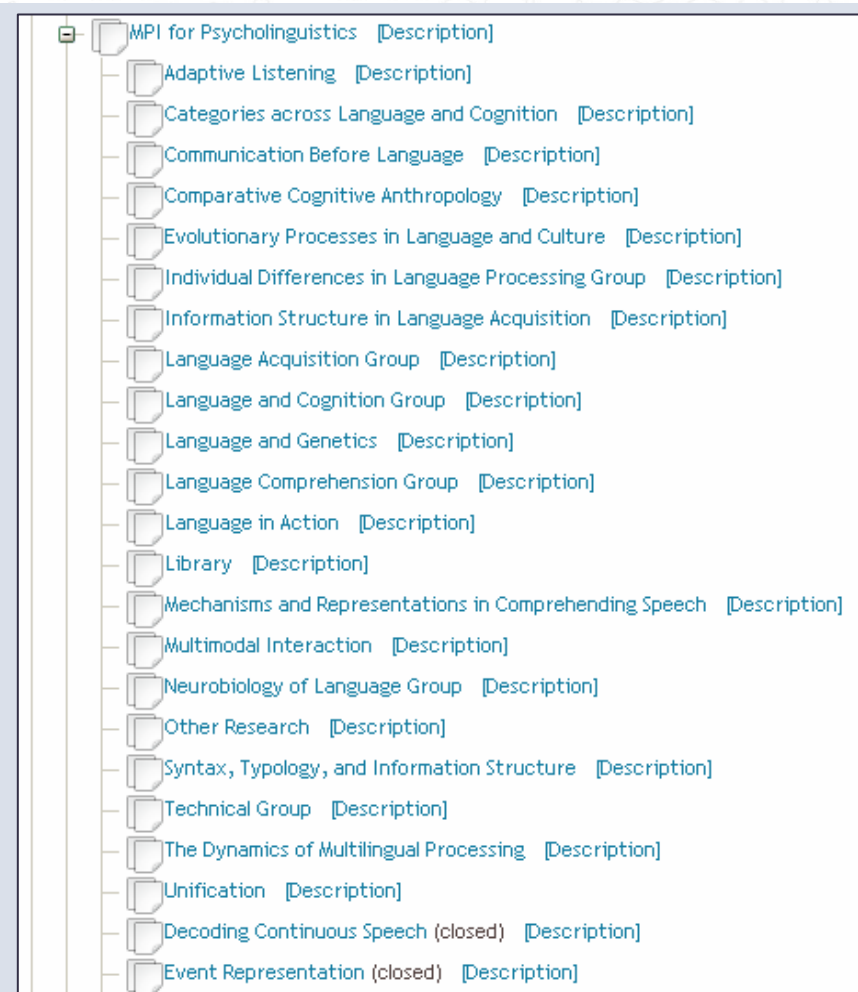 MPI for Psycholinguistics [Description]
Adaptive Listening [Description]
Categories across Language and Cognition [Description]
Communication Before Language [Description]
Comparative Cognitive Anthropology [Description]
Evolutionary Processes in Language and Culture [Description]
Individual Differences in Language Processing Group [Description]
Information Structure in Language Acquisition [Description]
Language Acquisition Group [Description]
Language and Cognition Group [Description]
Language and Genetics [Description]
Language Comprehension Group [Description]
Language in Action [Description]
Library [Description]
Mechanisms and Representations in Comprehending Speech [Description]
Multimodal Interaction [Description]
Neurobiology of Language Group [Description]
Other Research [Description]
Syntax, Typology, and Information Structure [Description]
Technical Group [Description]
The Dynamics of Multilingual Processing [Description]
Unification [Description]
Decoding Continuous Speech (closed) [Description]
Event Representation (closed) [Description]